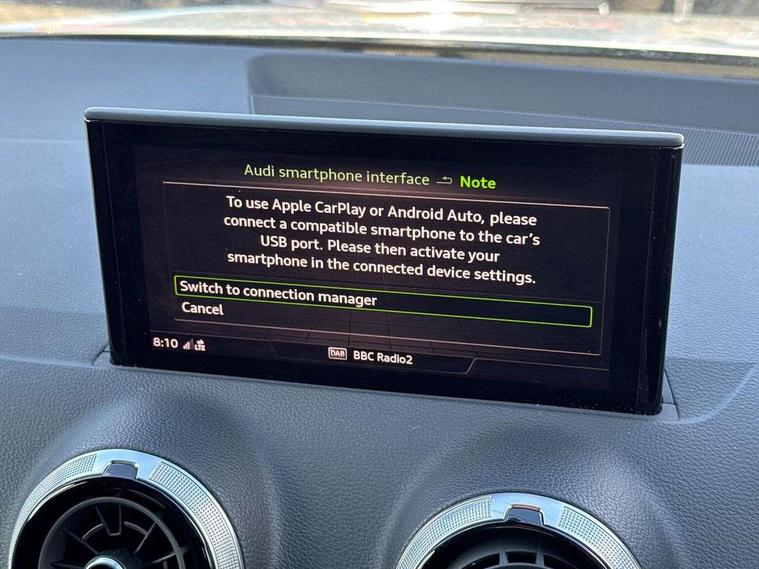 Audi smartphone interface Note
To use Apple CarPlay or Android Auto, please
connect a compatible smartphone to the car's
USB port. Please then activate your
smartphone in the connected device settings.
Switch to connection manager
Cancel
8:10 LTE DAB BBC Radio2